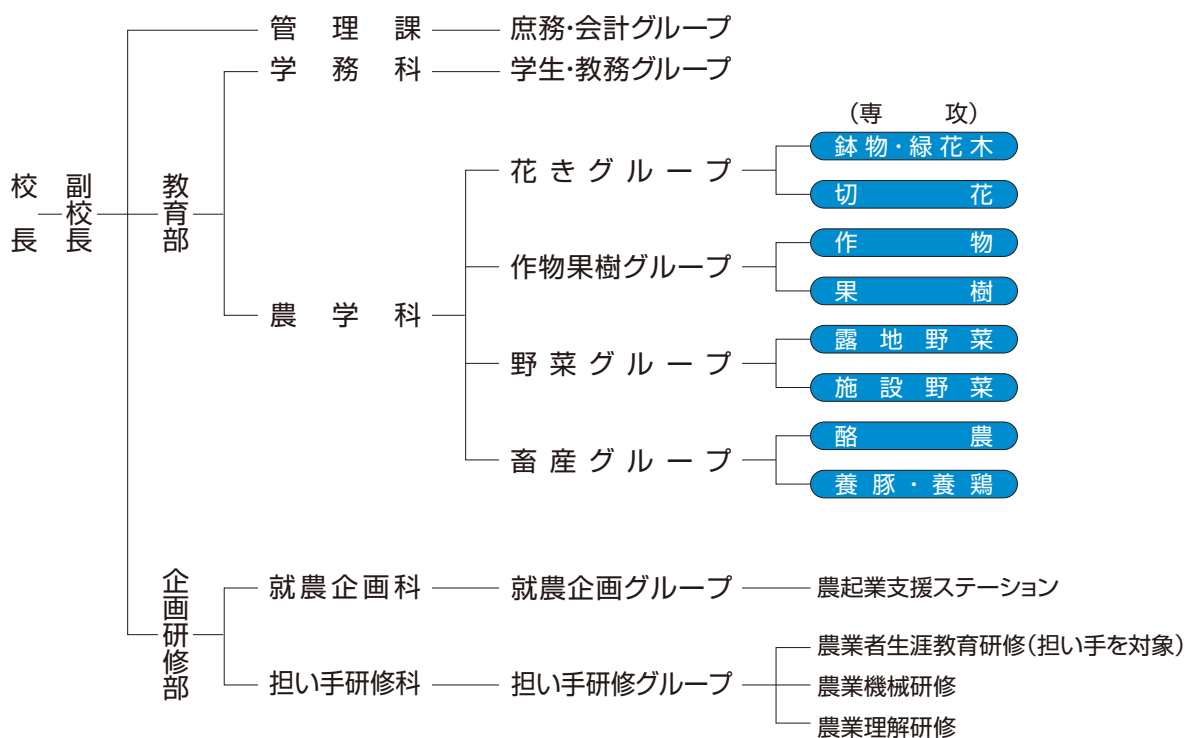 校長
副校長
管理課
庶務・会計グループ
教育部
学務科
学生・教務グループ
農学科
(専攻)
花きグループ
鉢物・緑花木
切花
作物果樹グループ
作物
果樹
野菜グループ
露地野菜
施設野菜
畜産グループ
酪農
養豚・養鶏
企画研修部
就農企画科
就農企画グループ
農起業支援ステーション
担い手研修科
担い手研修グループ
農業者生涯教育研修(担い手を対象)
農業機械研修
農業理解研修